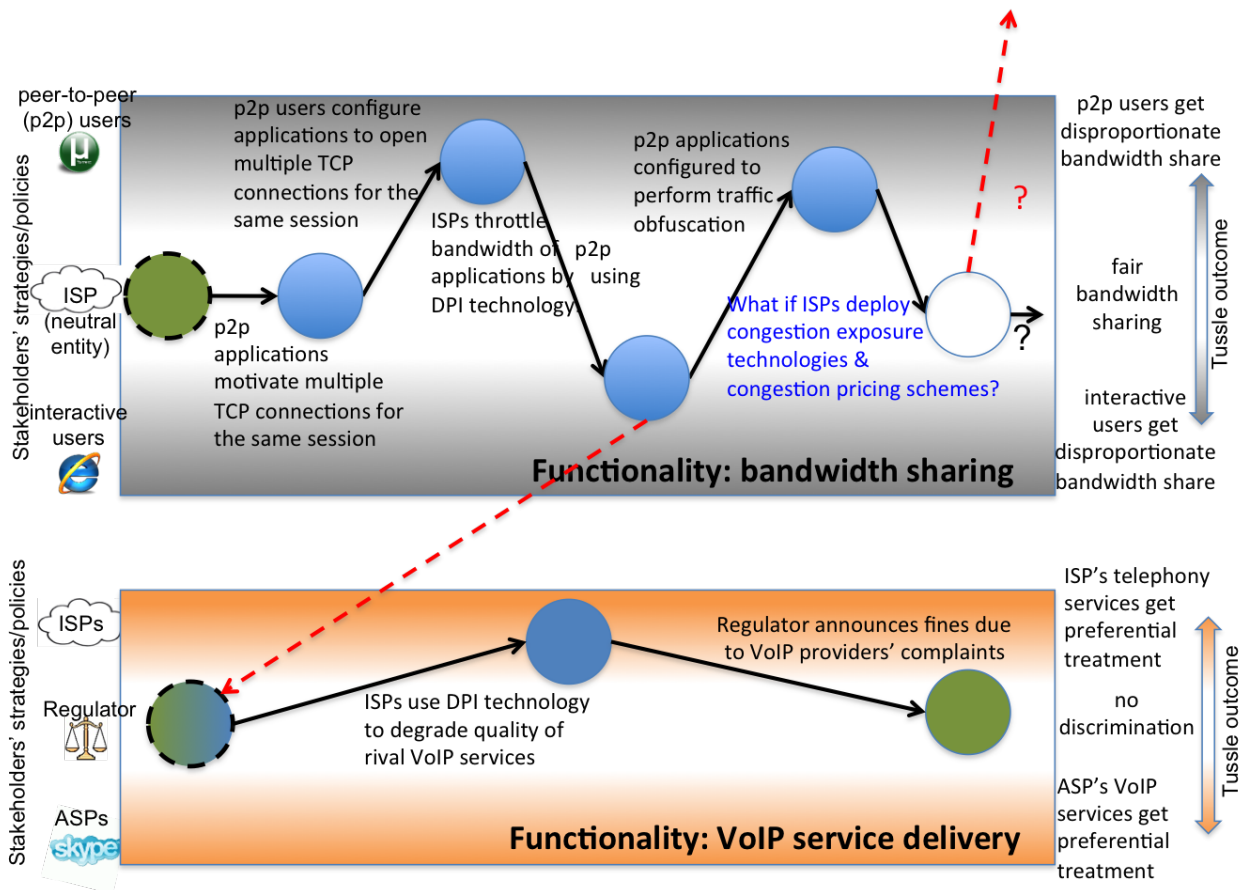 peer-to-peer
(p2p) users
µ
Stakeholders' strategies/policies
ISP
(neutral
entity)
interactive
users
p2p users configure
applications to open
multiple TCP
connections for the
same session
p2p
applications
motivate multiple
TCP connections for
the same session
ISPs throttle
bandwidth of p2p
applications by using
DPI technology
p2p applications
configured to
perform traffic
obfuscation
What if ISPs deploy
congestion exposure
technologies &
congestion pricing schemes?
?
?
Functionality: bandwidth sharing
p2p users get
disproportionate
bandwidth share
fair
bandwidth
sharing
interactive
users get
disproportionate
bandwidth share
Tussle outcome
Stakeholders' strategies/policies
ISPs
Regulator
ASPs
skype
ISPs use DPI technology
to degrade quality of
rival VoIP services
Regulator announces fines due
to VoIP providers' complaints
Functionality: VoIP service delivery
ISP's telephony
services get
preferential
treatment
no
discrimination
ASP's VoIP
services get
preferential
treatment
Tussle outcome